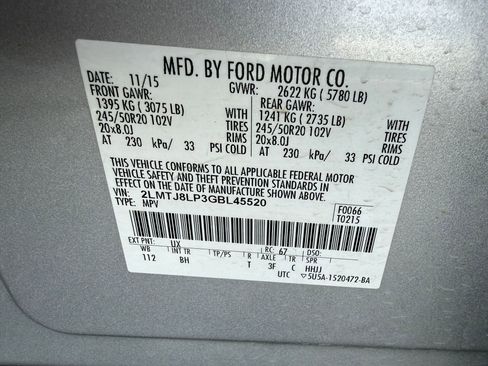 MFD. BY FORD MOTOR CO.
DATE: 11/15 GVWR: 2622 KG ( 5780 LB)
FRONT GAWR: REAR GAWR:
1395 KG ( 3075 LB) 1241 KG ( 2735 LB)
245/50R20 102V TIRES 245/50R20 102V TIRES
20x8.0J RIMS 20x8.0J RIMS
AT 230 kPa/ 33 PSI COLD AT 230 kPa/ 33 PSI COLD
THIS VEHICLE CONFORMS TO ALL APPLICABLE FEDERAL MOTOR
VEHICLE SAFETY AND THEFT PREVENTION STANDARDS IN
EFFECT ON THE DATE OF MANUFACTURE SHOWN ABOVE.
VIN: 2LMTJ8LP3GBL45520 F0066
TYPE: MPV T0215
EXT PNT: UX RC: 67 DSO:
WB INT TR TP/PS R AXLE TR SPR
112 BH T 3F C HHJJ
UTC ▽5U5A-1520472-BA